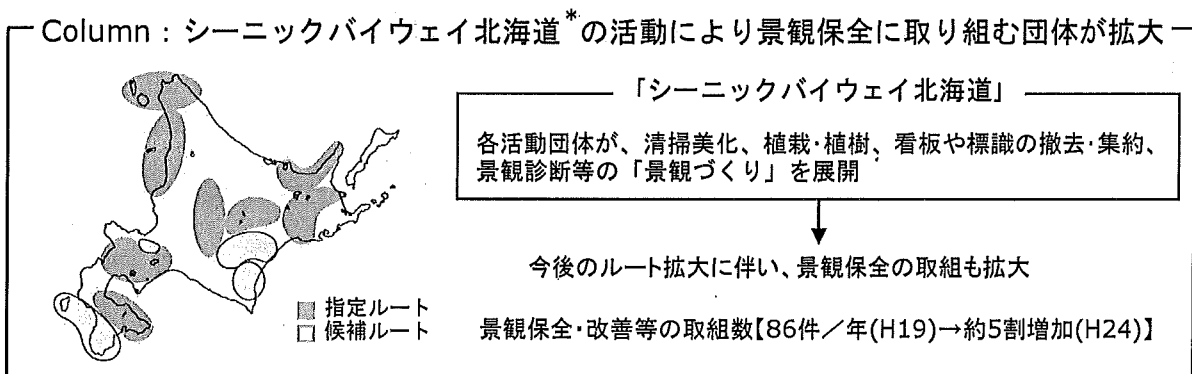 Column：シーニックバイウェイ北海道*の活動により景観保全に取り組む団体が拡大
「シーニックバイウェイ北海道」
各活動団体が、清掃美化、植栽・植樹、看板や標識の撤去・集約、
景観診断等の「景観づくり」を展開
今後のルート拡大に伴い、景観保全の取組も拡大
指定ルート
候補ルート
景観保全・改善等の取組数【86件／年(H19)→約5割増加(H24)】